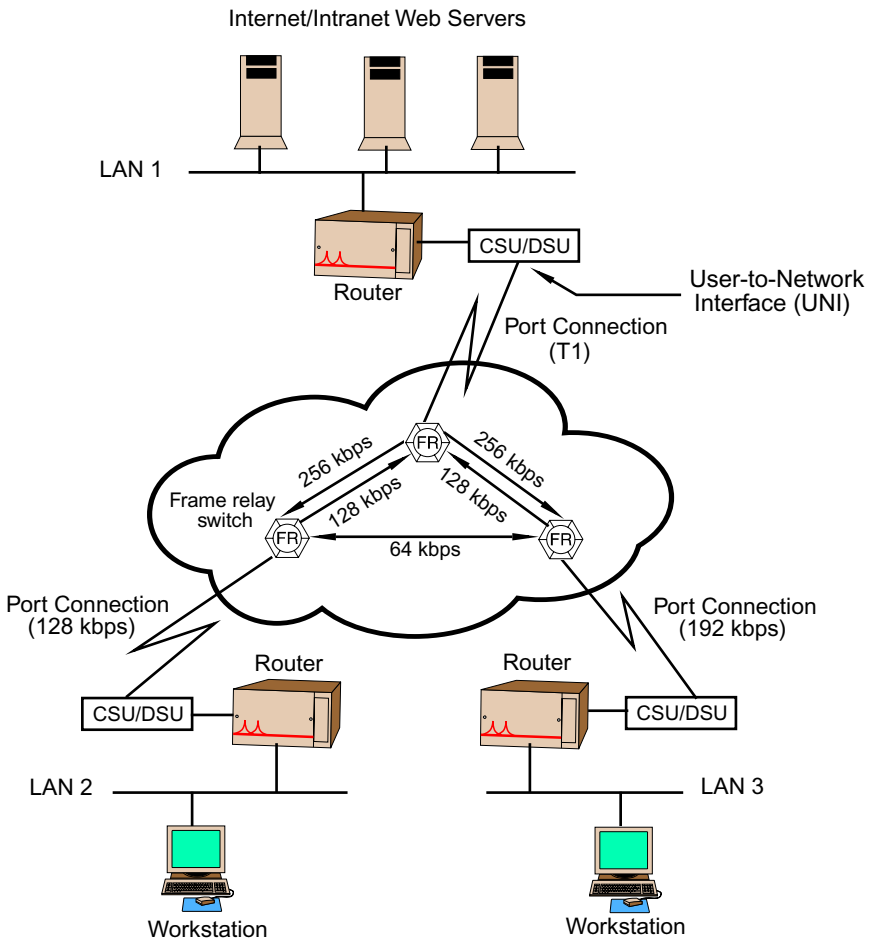 Internet/Intranet Web Servers
LAN 1
CSU/DSU
Router
User-to-Network
Interface (UNI)
Port Connection
(T1)
FR
256 kbps
256 kbps
128 kbps
128 kbps
Frame relay
switch
FR
FR
64 kbps
Port Connection
(128 kbps)
Port Connection
(192 kbps)
Router
Router
CSU/DSU
CSU/DSU
LAN 2
LAN 3
Workstation
Workstation